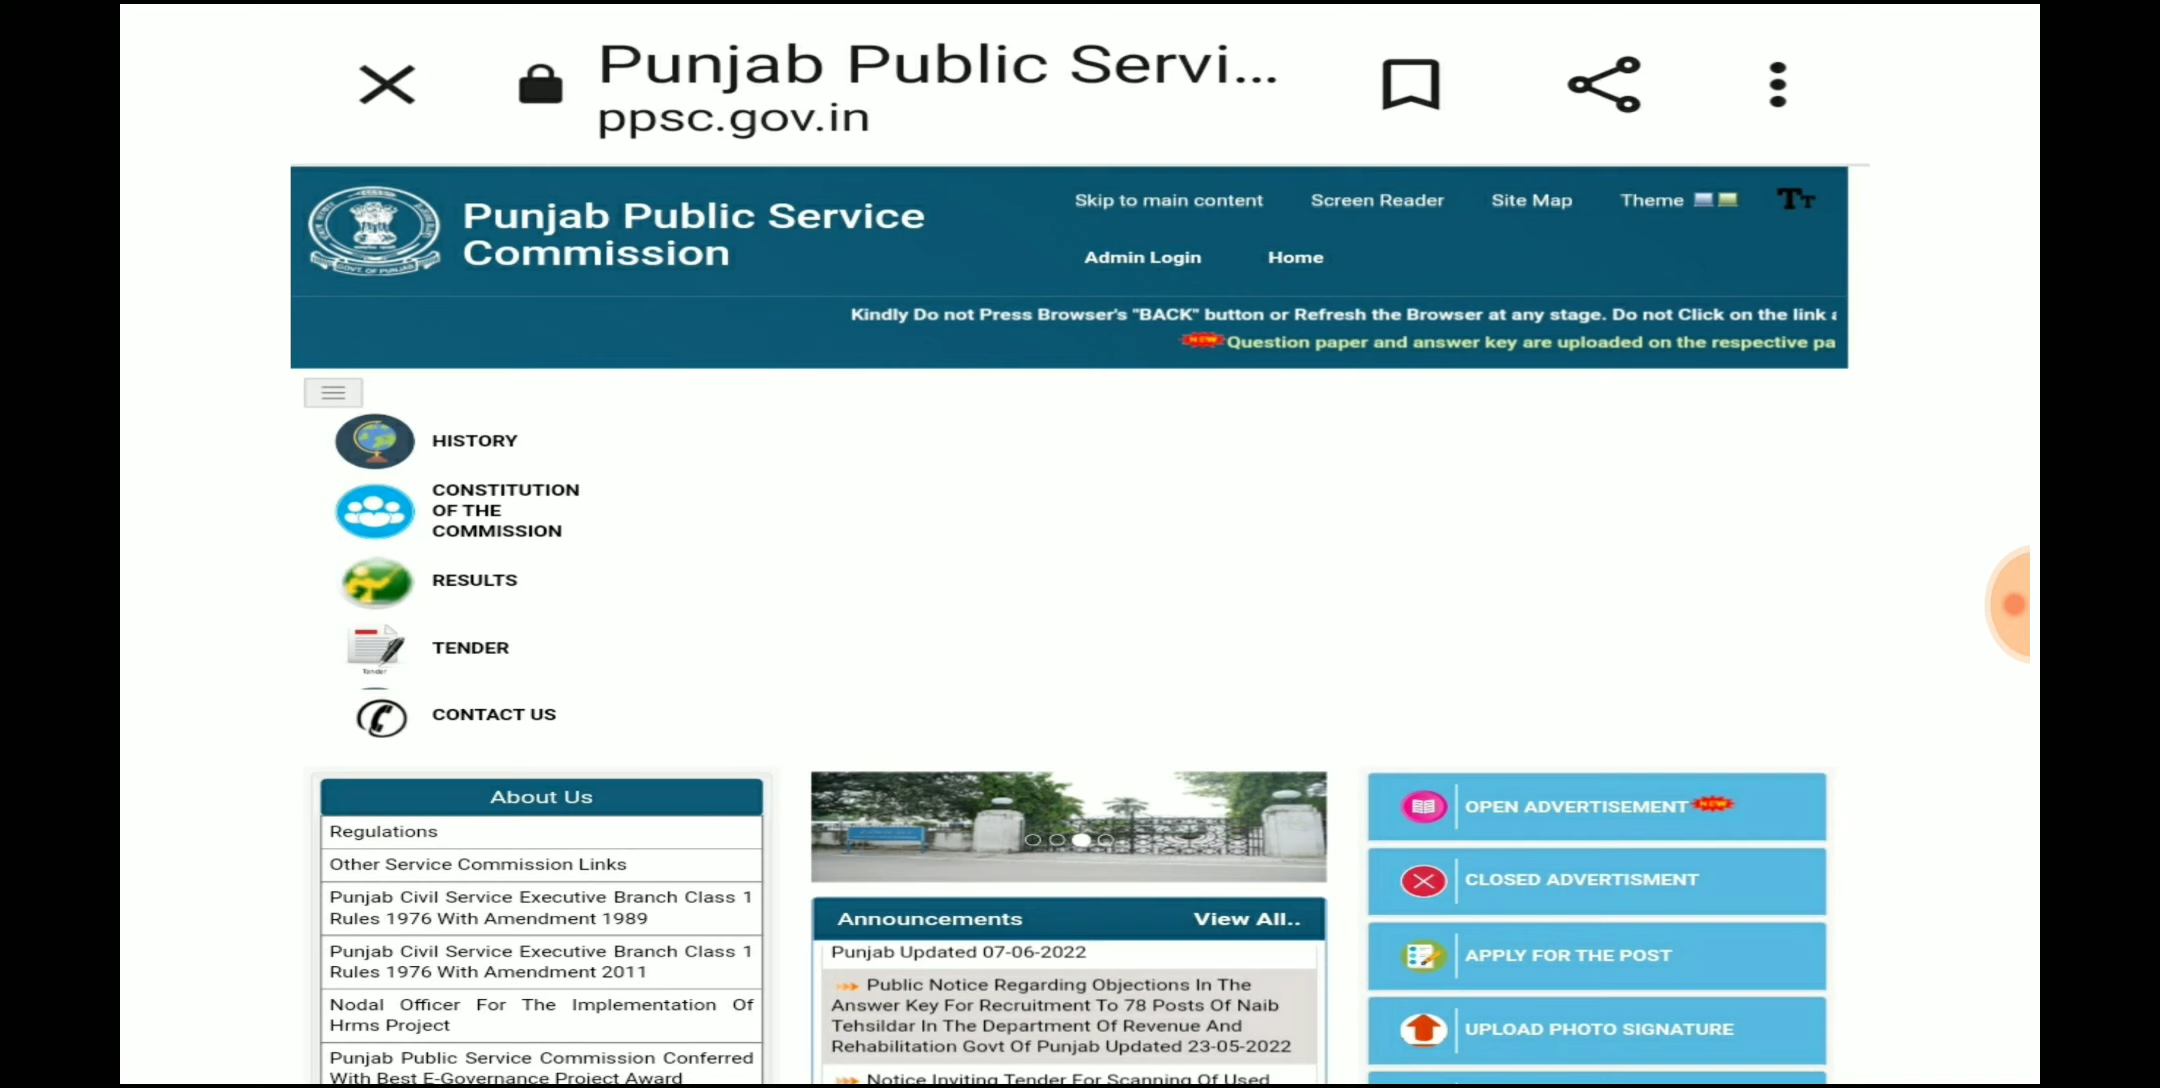 Punjab Public Servi...
ppsc.gov.in
Punjab Public Service
Commission
GOVT. OF PUNJAB
Skip to main content
Screen Reader
Site Map
Theme
TT
Admin Login
Home
Kindly Do not Press Browser's "BACK" button or Refresh the Browser at any stage. Do not Click on the link
NEW Question paper and answer key are uploaded on the respective pa
HISTORY
CONSTITUTION
OF THE
COMMISSION
RESULTS
Tender
TENDER
CONTACT US
About Us
Regulations
Other Service Commission Links
Punjab Civil Service Executive Branch Class 1
Rules 1976 With Amendment 1989
Punjab Civil Service Executive Branch Class 1
Rules 1976 With Amendment 2011
Nodal Officer For The Implementation Of
Hrms Project
Punjab Public Service Commission Conferred
With Best E-Governance Project Award
Announcements
View All..
Punjab Updated 07-06-2022
Public Notice Regarding Objections In The
Answer Key For Recruitment To 78 Posts Of Naib
Tehsildar In The Department Of Revenue And
Rehabilitation Govt Of Punjab Updated 23-05-2022
Notice Inviting Tender For Scanning Of Used
OPEN ADVERTISEMENT NEW
CLOSED ADVERTISMENT
APPLY FOR THE POST
UPLOAD PHOTO SIGNATURE